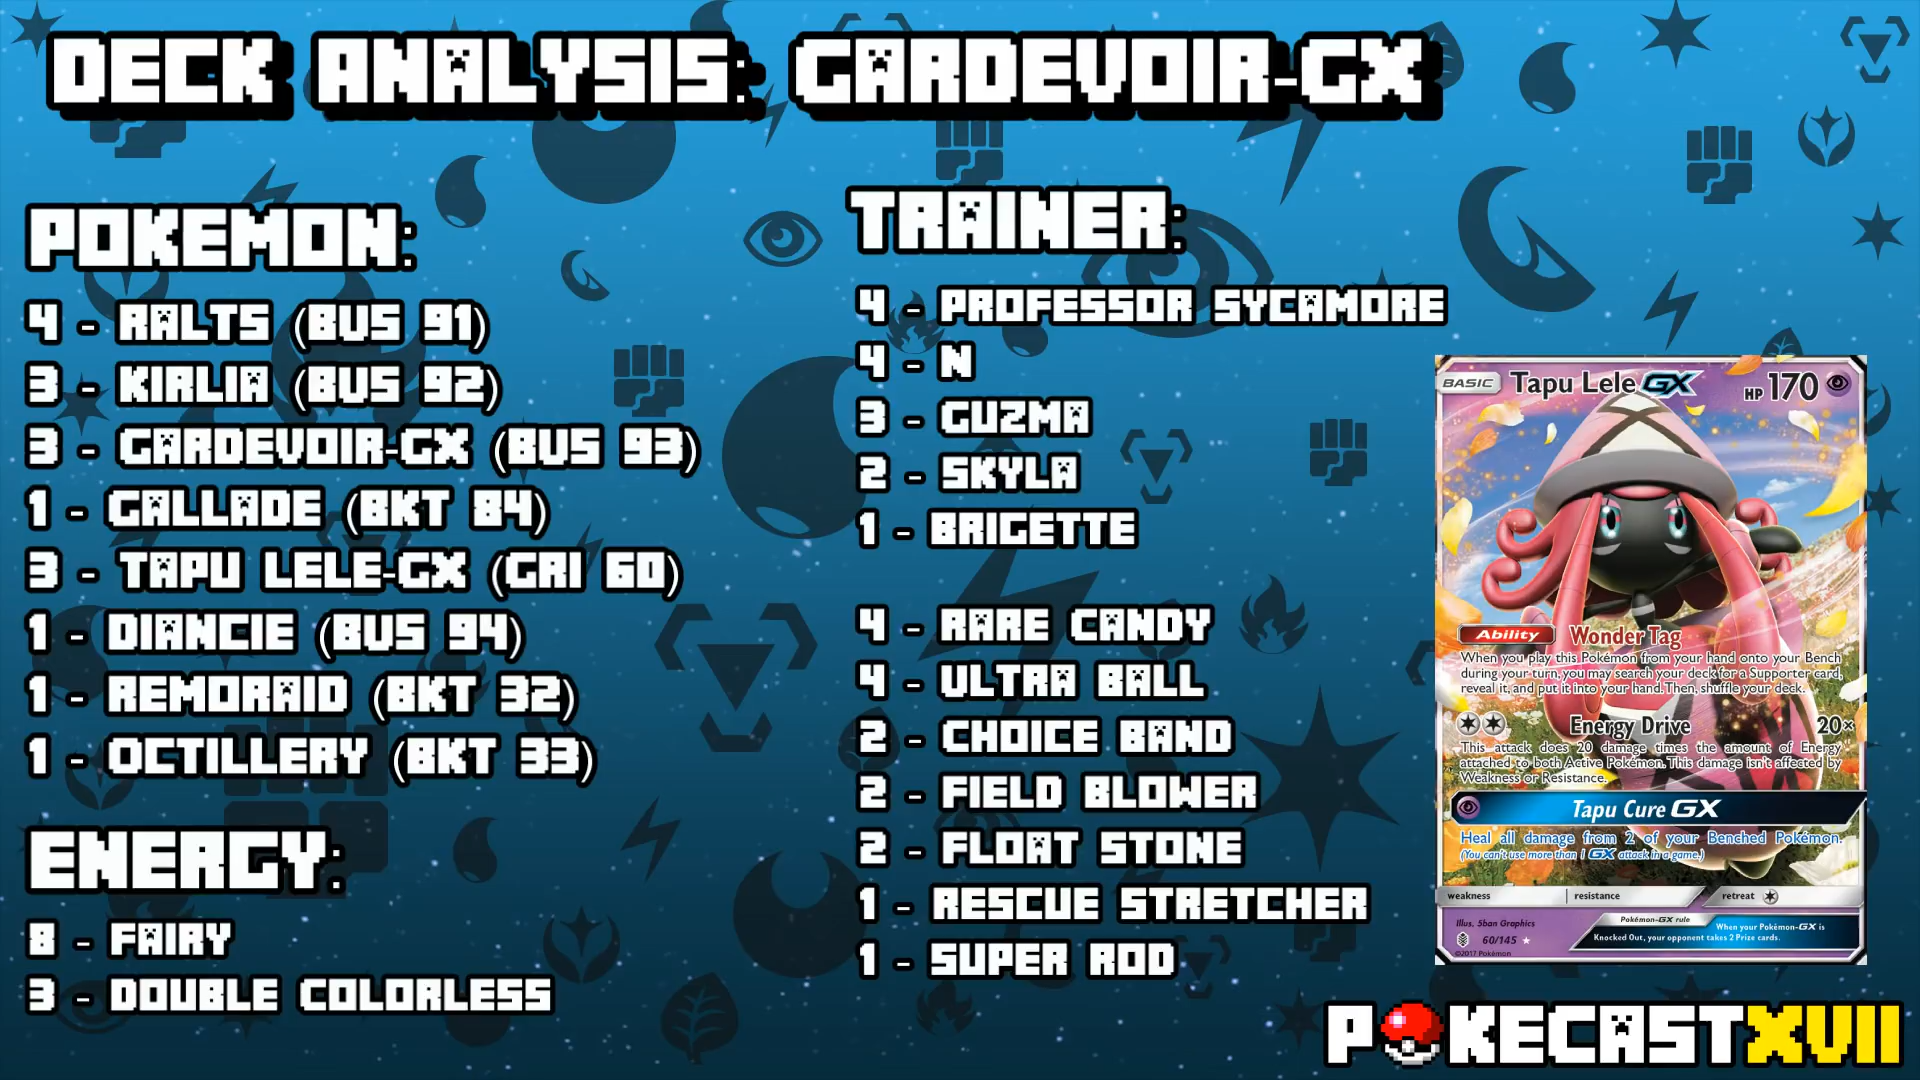 DECK ANALYSIS: GARDEVOIR-GX
POKEMON:
4 - RALTS (BUS 91)
3 - KIRLIA (BUS 92)
3 - GARDEVOIR-GX (BUS 93)
1 - GALLADE (BKT 84)
3 - TAPU LELE-GX (GRI 60)
1 - DIANCIE (BUS 94)
1 - REMORAID (BKT 32)
1 - OCTILLERY (BKT 33)
ENERGY:
8 - FAIRY
3 - DOUBLE COLORLESS
TRAINER:
4 - PROFESSOR SYCAMORE
4 - N
3 - GUZMA
2 - SKYLA
1 - BRIGETTE
4 - RARE CANDY
4 - ULTRA BALL
2 - CHOICE BAND
2 - FIELD BLOWER
2 - FLOAT STONE
1 - RESCUE STRETCHER
1 - SUPER ROD
BASIC Tapu Lele GX HP 170
Ability Wonder Tag
When you play this Pokémon from your hand onto your Bench
during your turn, you may search your deck for a Supporter card,
reveal it, and put it into your hand. Then, shuffle your deck.
Energy Drive 20×
This attack does 20 damage times the amount of Energy
attached to both Active Pokémon. This damage isn't affected by
Weakness or Resistance.
Tapu Cure GX
Heal all damage from 2 of your Benched Pokémon.
(You can't use more than 1 GX attack in a game.)
weakness resistance retreat
Illus. 5ban Graphics
60/145
©2017 Pokémon
Pokémon-GX rule
When your Pokémon-GX is
Knocked Out, your opponent takes 2 Prize cards.
POKECASTXVII